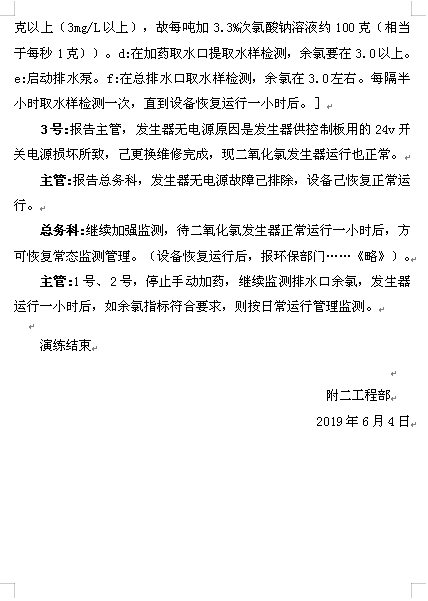 克以上（3mg/L以上），故每吨加 3.3%次氯酸钠溶液约 100 克（相当
于每秒 1克））。d:在加药取水口提取水样检测，余氯要在 3.0 以上。
e:启动排水泵。f:在总排水口取水样检测，余氯在 3.0 左右。每隔半
小时取水样检测一次，直到设备恢复运行一小时后。］
3号:报告主管，发生器无电源原因是发生器供控制板用的 24v 开
关电源损坏所致，己更换维修完成，现二氧化氯发生器运行也正常。
主管:报告总务科，发生器无电源故障已排除，设备己恢复正常运
行。
总务科:继续加强监测，待二氧化氯发生器正常运行一小时后，方
可恢复常态监测管理。（设备恢复运行后，报环保部门……《略》）。
主管:1 号、2 号，停止手动加药，继续监测排水口余氯，发生器
运行一小时后，如余氯指标符合要求，则按日常运行管理监测。
演练结束
附二工程部
2019 年 6 月 4 日